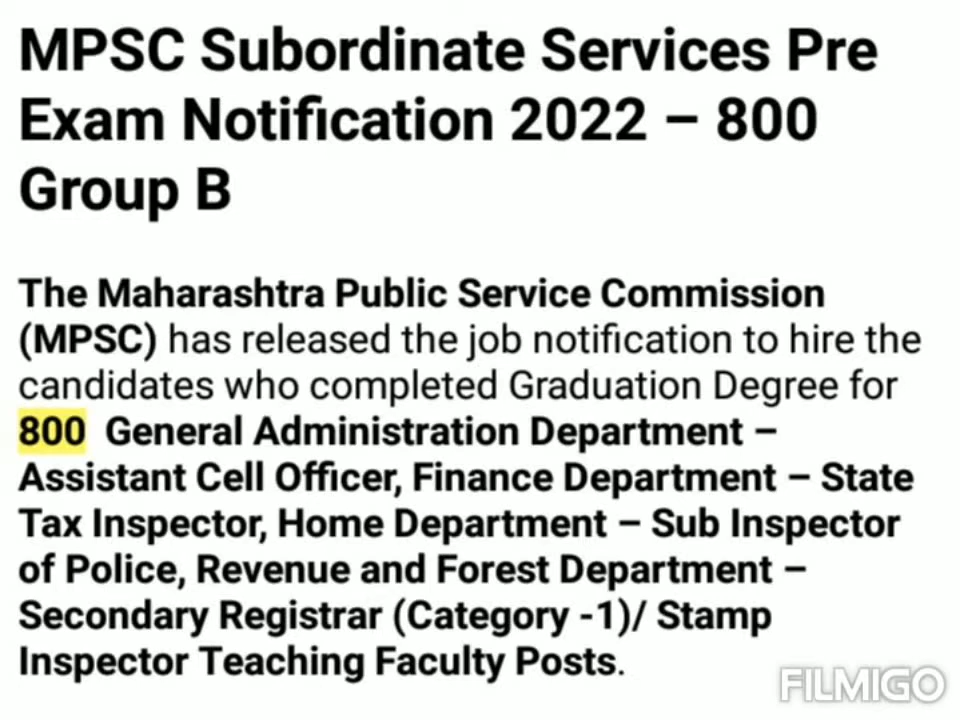 MPSC Subordinate Services Pre
Exam Notification 2022 – 800
Group B
The Maharashtra Public Service Commission
(MPSC) has released the job notification to hire the
candidates who completed Graduation Degree for
800 General Administration Department –
Assistant Cell Officer, Finance Department – State
Tax Inspector, Home Department – Sub Inspector
of Police, Revenue and Forest Department –
Secondary Registrar (Category -1)/ Stamp
Inspector Teaching Faculty Posts.
FILMIGO